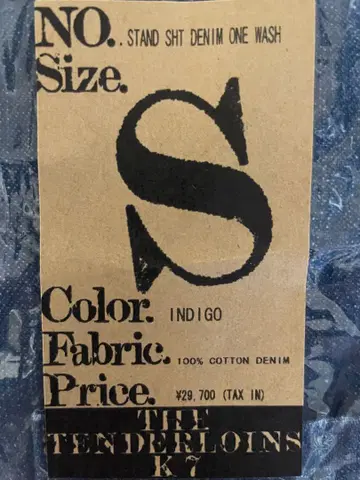 NO. . STAND SHT DENIM ONE WASH
Size.
S
Color. INDIGO
Fabric. 100% COTTON DENIM
Price. ¥29,700 (TAX IN)
THE
TENDERLOINS
K 7